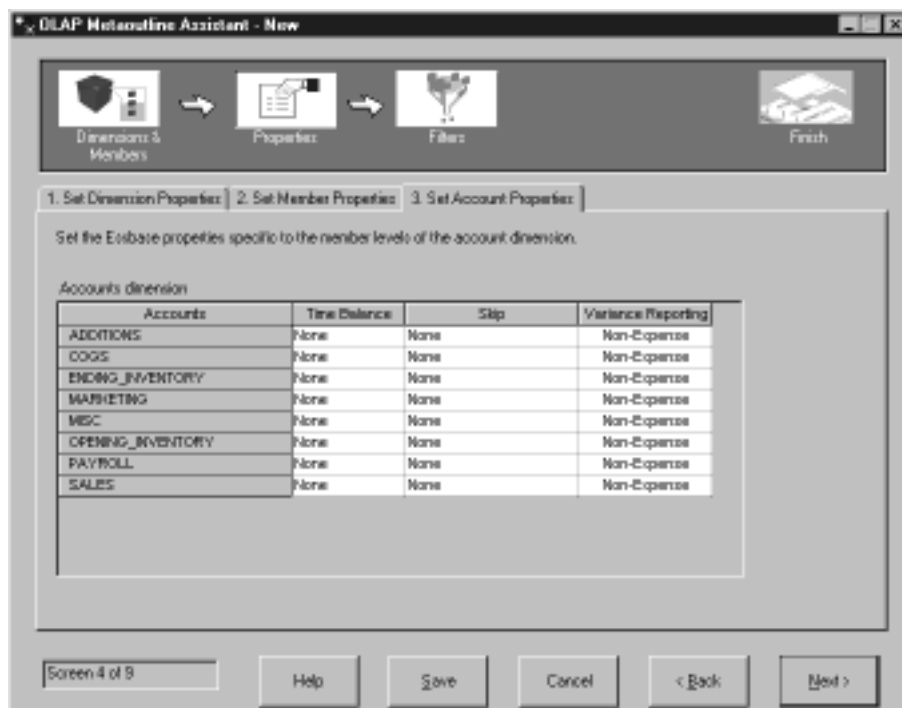 OLAP Metaoutline Assistant - New
Dimensions & Members
Properties
Filters
Finish
1. Set Dimension Properties
2. Set Member Properties
3. Set Account Properties
Set the Essbase properties specific to the member levels of the account dimension.
Accounts dimension
Accounts Time Balance Skip Variance Reporting
ADDITIONS None None Non-Expense
COGS None None Non-Expense
ENDING_INVENTORY None None Non-Expense
MARKETING None None Non-Expense
MISC None None Non-Expense
OPENING_INVENTORY None None Non-Expense
PAYROLL None None Non-Expense
SALES None None Non-Expense
Screen 4 of 9
Help
Save
Cancel
< Back
Next >